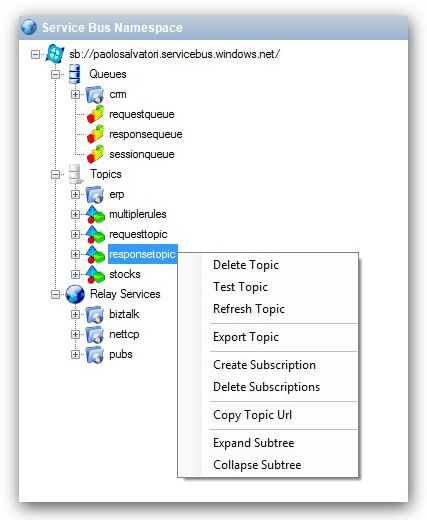 Service Bus Namespace
sb://paolosalvatori.servicebus.windows.net/
Queues
crm
requestqueue
responsequeue
sessionqueue
Topics
erp
multiplerules
requesttopic
responsetopic
stocks
Relay Services
biztalk
nettcp
pubs
Delete Topic
Test Topic
Refresh Topic
Export Topic
Create Subscription
Delete Subscriptions
Copy Topic Url
Expand Subtree
Collapse Subtree